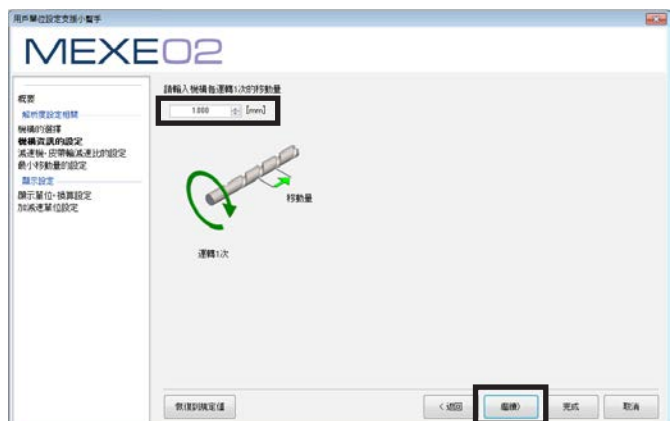 用戶單位設定支援小幫手
MEXE02
請輸入機構每運轉1次的移動量
1.000 [mm]
概要
解析度設定相關
機構的選擇
機構資訊的設定
減速機・皮帶輪減速比的設定
最小移動量的設定
顯示設定
顯示單位・換算設定
加減速單位設定
移動量
運轉1次
恢復到規定值
< 返回
繼續〉
完成
取消